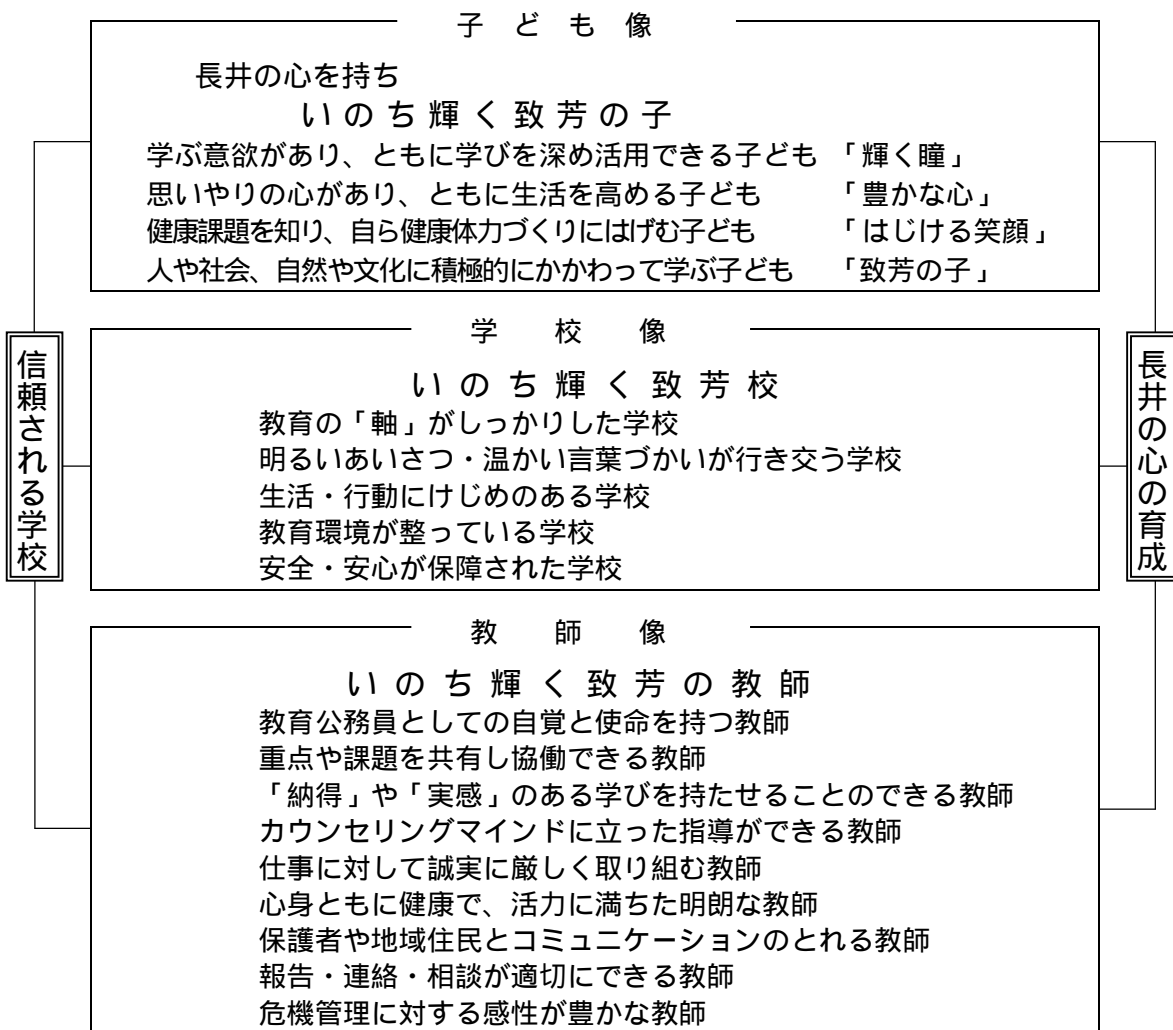 子ども像
長井の心を持ち
いのち輝く致芳の子
学ぶ意欲があり、ともに学びを深め活用できる子ども 「輝く瞳」
思いやりの心があり、ともに生活を高める子ども 「豊かな心」
健康課題を知り、自ら健康体力づくりにはげむ子ども 「はじける笑顔」
人や社会、自然や文化に積極的にかかわって学ぶ子ども 「致芳の子」
信頼される学校
学校像
いのち輝く致芳校
教育の「軸」がしっかりした学校
明るいあいさつ・温かい言葉づかいが行き交う学校
生活・行動にけじめのある学校
教育環境が整っている学校
安全・安心が保障された学校
長井の心の育成
教師像
いのち輝く致芳の教師
教育公務員としての自覚と使命を持つ教師
重点や課題を共有し協働できる教師
「納得」や「実感」のある学びを持たせることのできる教師
カウンセリングマインドに立った指導ができる教師
仕事に対して誠実に厳しく取り組む教師
心身ともに健康で、活力に満ちた明朗な教師
保護者や地域住民とコミュニケーションのとれる教師
報告・連絡・相談が適切にできる教師
危機管理に対する感性が豊かな教師